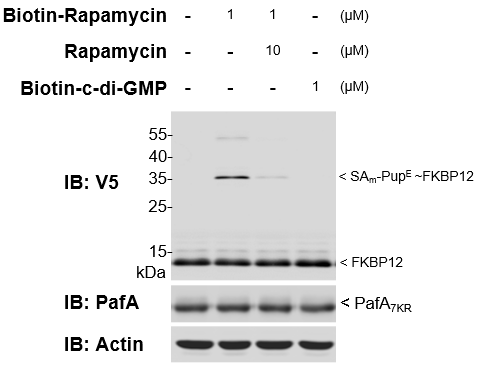 Biotin-Rapamycin - 1 1 - (μM)
Rapamycin - - 10 - (μM)
Biotin-c-di-GMP - - - 1 (μM)
55-
40-
IB: V5 35- < SAm-PupE ~FKBP12
25-
15-
kDa < FKBP12
IB: PafA < PafA7KR
IB: Actin